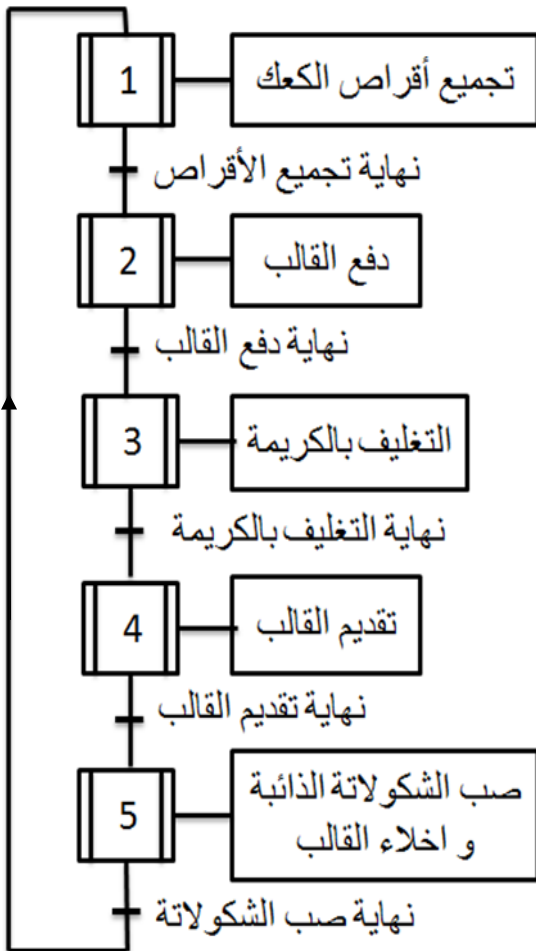 1
تجميع أقراص الكعك
نهاية تجميع الأقراص
2
دفع القالب
نهاية دفع القالب
3
التغليف بالكريمة
نهاية التغليف بالكريمة
4
تقديم القالب
نهاية تقديم القالب
5
صب الشكولاتة الذائبة
و اخلاء القالب
نهاية صب الشكولاتة